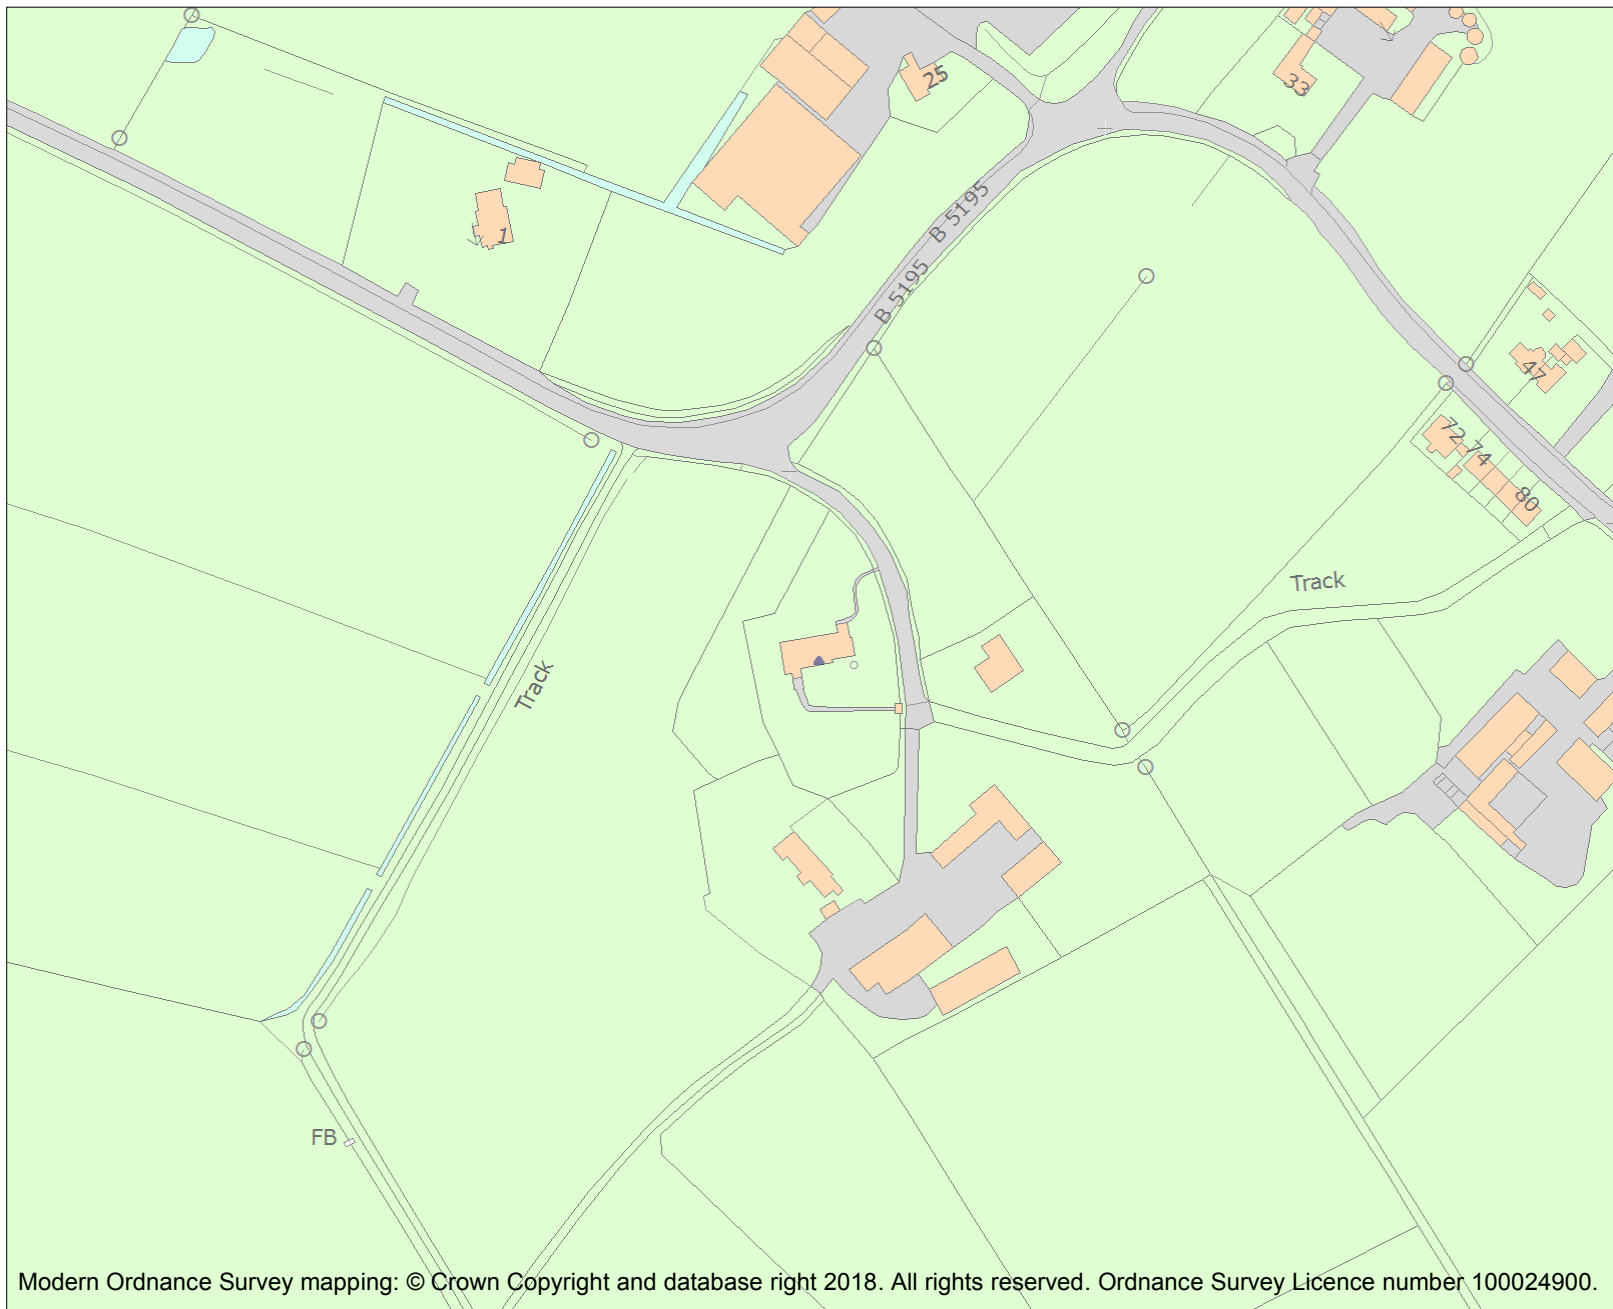 25
33
B 5195
1
B 5195
47
72
74
80
Track
Track
FB
Modern Ordnance Survey mapping: © Crown Copyright and database right 2018. All rights reserved. Ordnance Survey Licence number 100024900.